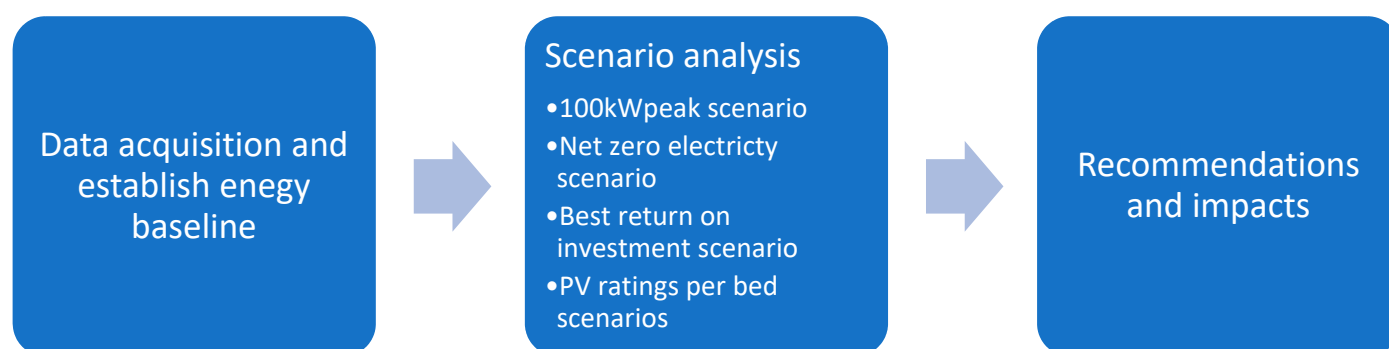 Data acquisition and
establish enegy
baseline
Scenario analysis
•100kWpeak scenario
•Net zero electricty
scenario
•Best return on
investment scenario
•PV ratings per bed
scenarios
Recommendations
and impacts